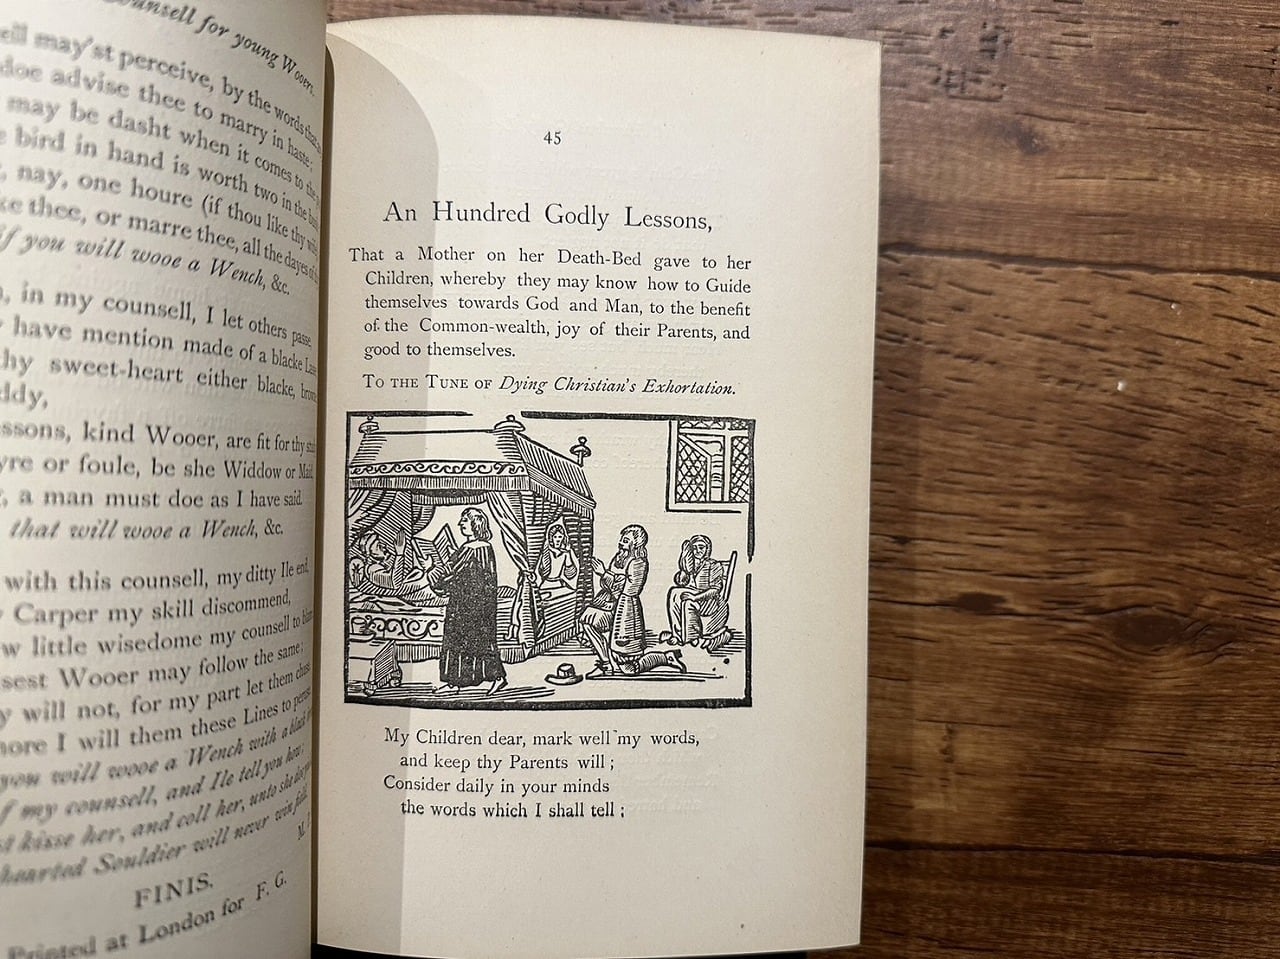 ounsell for young Wooers.
may'st perceive, by the words that
doe advise thee to marry in haste;
may be dasht when it comes to the
bird in hand is worth two in the
nay, one houre (if thou like thy
thee, or marre thee, all the dayes of
if you will wooe a Wench, &c.
in my counsell, I let others passe,
have mention made of a blacke
thy sweet-heart either blacke,
ddy,
ssons, kind Wooer, are fit for thy
yre or foule, be she Widdow or Maid,
a man must doe as I have said.
that will wooe a Wench, &c.
with this counsell, my ditty Ile end,
Carper my skill discommend,
little wisedome my counsell to
sest Wooer may follow the same;
will not, for my part let them
more I will them these Lines to
you will wooe a Wench with a
my counsell, and Ile tell you how:
kisse her, and coll her, unto she
hearted Souldier will never win
M.
FINIS.
Printed at London for F. G.
45
An Hundred Godly Lessons,
That a Mother on her Death-Bed gave to her
Children, whereby they may know how to Guide
themselves towards God and Man, to the benefit
of the Common-wealth, joy of their Parents, and
good to themselves.
To the Tune of Dying Christian's Exhortation.
My Children dear, mark well my words,
and keep thy Parents will;
Consider daily in your minds
the words which I shall tell;